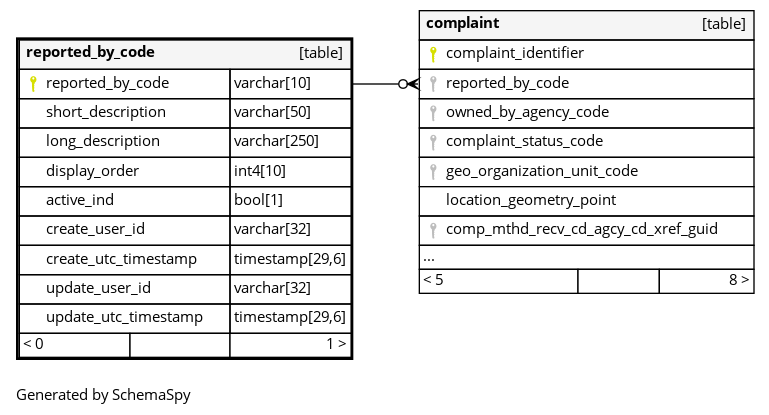 reported_by_code [table]
reported_by_code varchar[10]
short_description varchar[50]
long_description varchar[250]
display_order int4[10]
active_ind bool[1]
create_user_id varchar[32]
create_utc_timestamp timestamp[29,6]
update_user_id varchar[32]
update_utc_timestamp timestamp[29,6]
< 0 1 >
complaint [table]
complaint_identifier
reported_by_code
owned_by_agency_code
complaint_status_code
geo_organization_unit_code
location_geometry_point
comp_mthd_recv_cd_agcy_cd_xref_guid
...
< 5 8 >
Generated by SchemaSpy